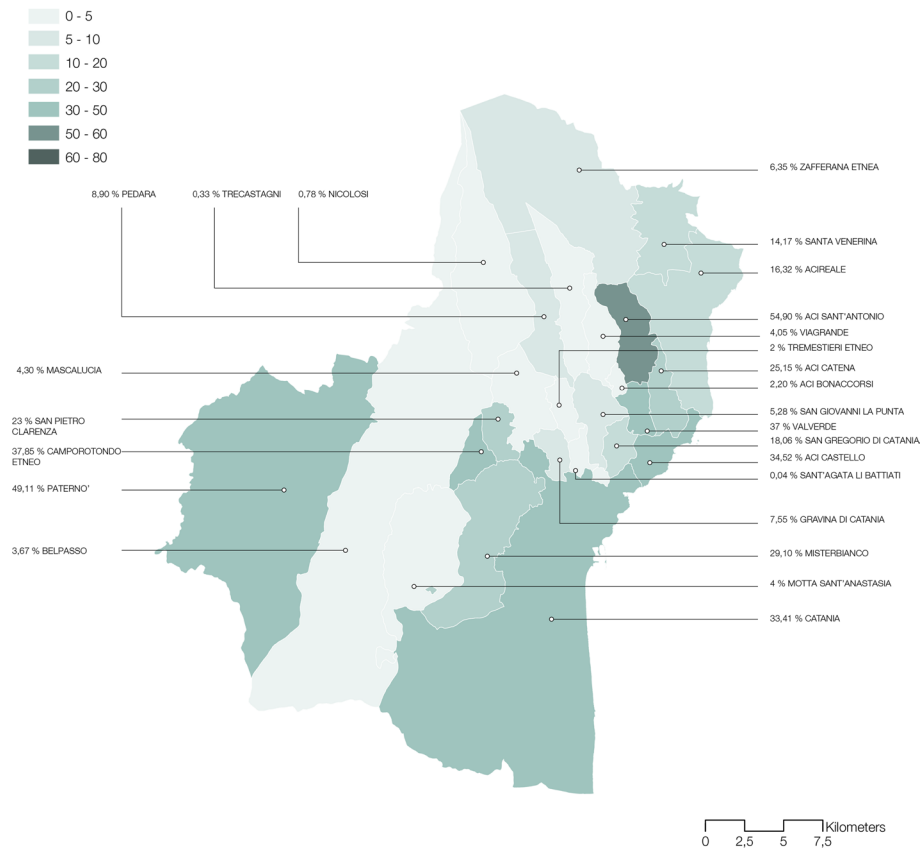 0 - 5
5 - 10
10 - 20
20 - 30
30 - 50
50 - 60
60 - 80
6,35 % ZAFFERANA ETNEA
8,90 % PEDARA
0,33 % TRECASTAGNI
0,78 % NICOLOSI
14,17 % SANTA VENERINA
16,32 % ACIREALE
54,90 % ACI SANT'ANTONIO
4,05 % VIAGRANDE
2 % TREMESTIERI ETNEO
4,30 % MASCALUCIA
25,15 % ACI CATENA
2,20 % ACI BONACCORSI
5,28 % SAN GIOVANNI LA PUNTA
23 % SAN PIETRO
CLARENZA
37 % VALVERDE
18,06 % SAN GREGORIO DI CATANIA
37,85 % CAMPOROTONDO
ETNEO
34,52 % ACI CASTELLO
0,04 % SANT'AGATA LI BATTIATI
49,11 % PATERNO'
7,55 % GRAVINA DI CATANIA
3,67 % BELPASSO
29,10 % MISTERBIANCO
4 % MOTTA SANT'ANASTASIA
33,41 % CATANIA
Kilometers
0 2,5 5 7,5